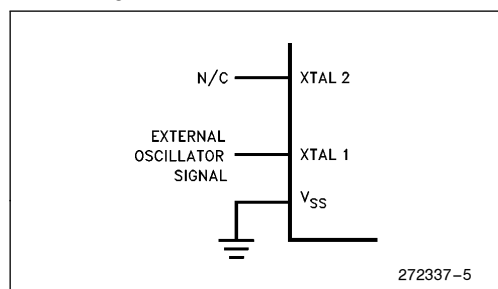 N/C XTAL 2
EXTERNAL
OSCILLATOR XTAL 1
SIGNAL
VSS
272337–5